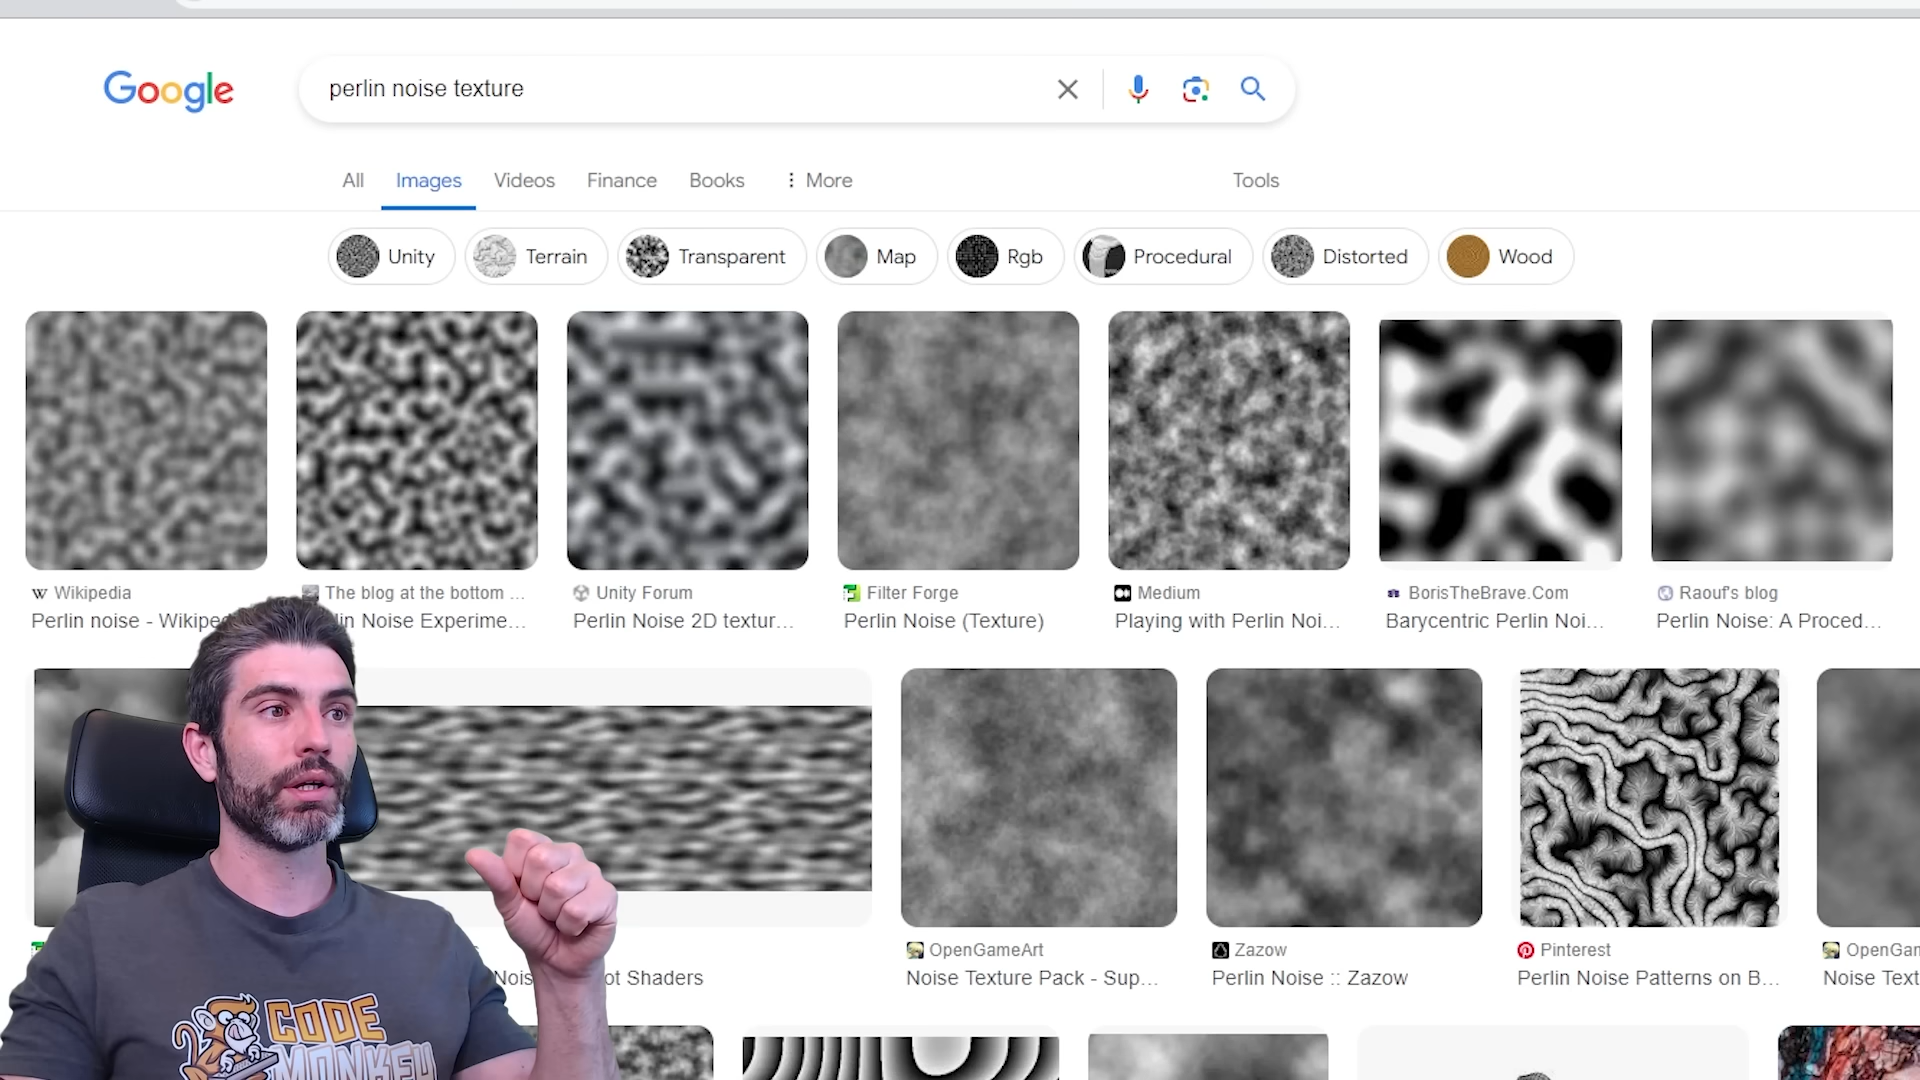 Google
perlin noise texture
All Images Videos Finance Books More Tools
Unity Terrain Transparent Map Rgb Procedural Distorted Wood
Wikipedia The blog at the bottom ... Unity Forum Filter Forge Medium BorisTheBrave.Com Raouf's blog
Perlin noise - Wikiped lin Noise Experime... Perlin Noise 2D textur... Perlin Noise (Texture) Playing with Perlin Noi... Barycentric Perlin Noi... Perlin Noise: A Proced...
OpenGameArt Zazow Pinterest OpenGam
Nois ot Shaders Noise Texture Pack - Sup... Perlin Noise :: Zazow Perlin Noise Patterns on B... Noise Text
CODE
MONKEY